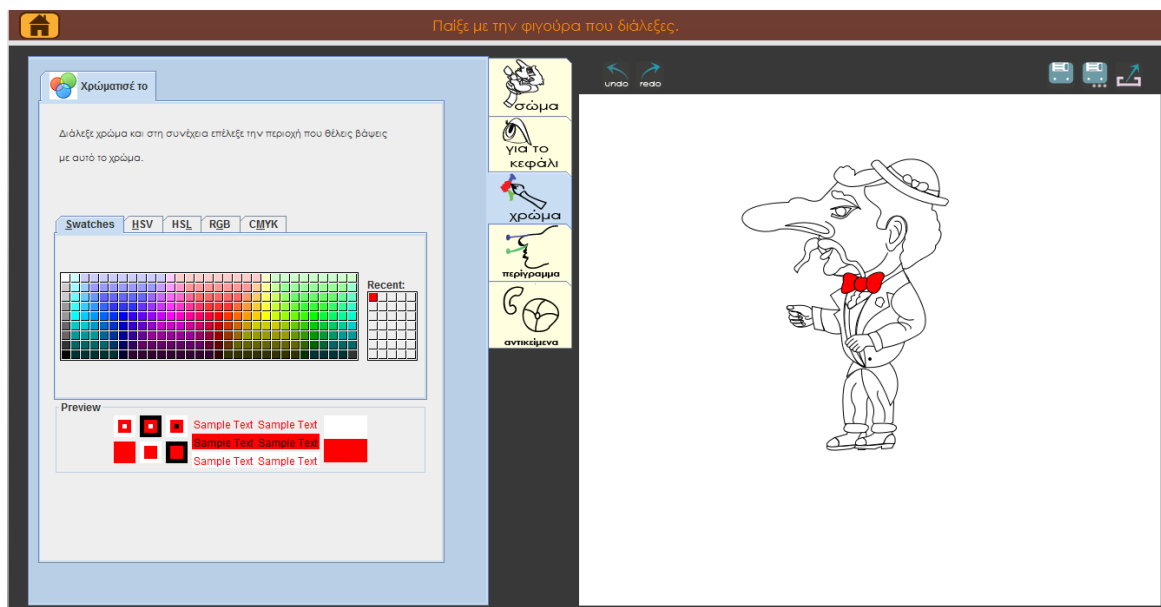 Παίξε με την φιγούρα που διάλεξες.
Χρώματισέ το
Διάλεξε χρώμα και στη συνέχεια επέλεξε την περιοχή που θέλεις βάψεις
με αυτό το χρώμα.
Swatches HSV HSL RGB CMYK
Recent:
Preview
Sample Text Sample Text
Sample Text Sample Text
Sample Text Sample Text
σώμα
για το
κεφάλι
χρώμα
περίγραμμα
αντικείμενα
undo redo